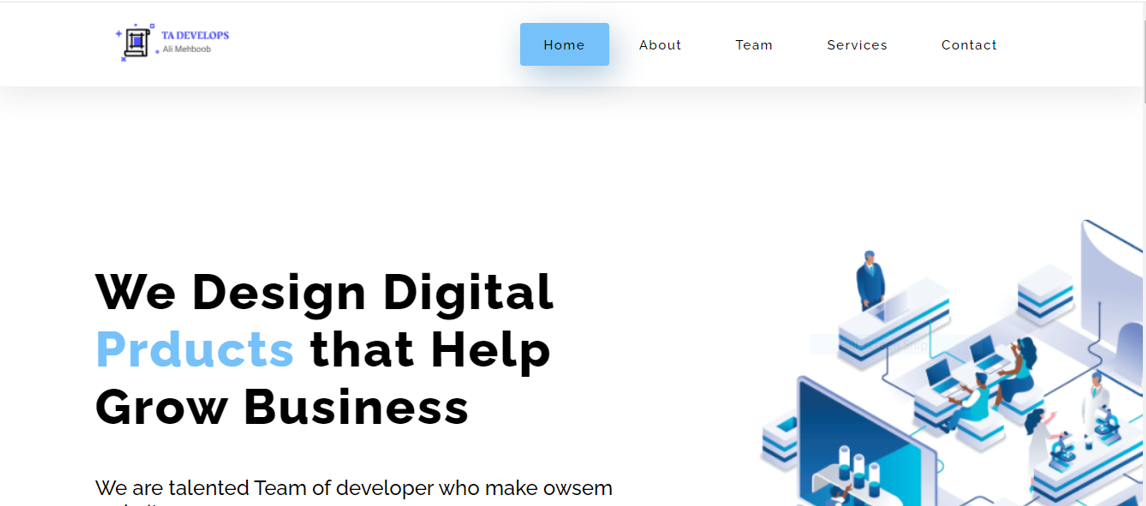 TA DEVELOPS
Ali Mehboob
Home About Team Services Contact
We Design Digital
Prducts that Help
Grow Business
We are talented Team of developer who make owsem